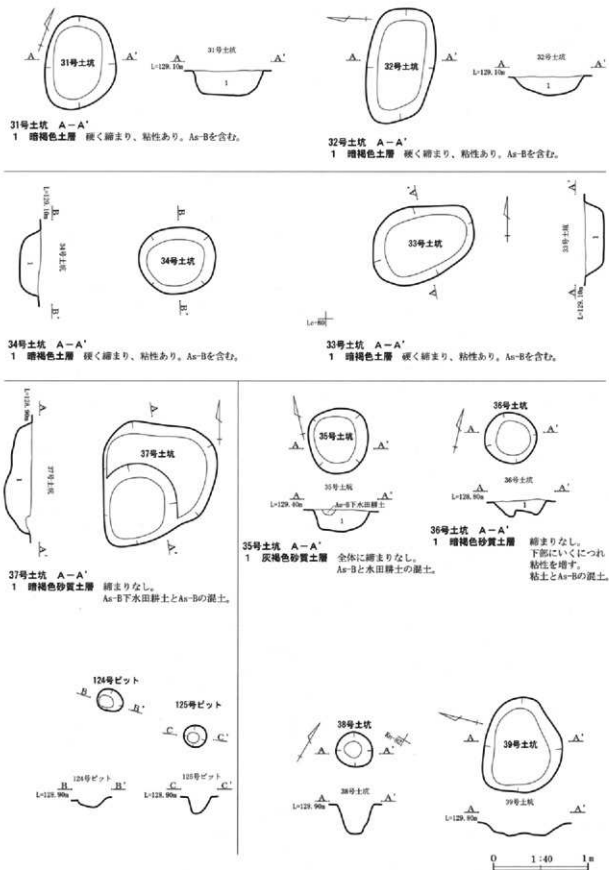 31号土坑
A
A'
31号土坑
A
A'
L=129.10m
1
31号土坑 A−A'
1 暗褐色土層 硬く締まり、粘性あり。As-Bを含む。
32号土坑
A
A'
32号土坑
A
A'
L=129.10m
1
32号土坑 A−A'
1 暗褐色土層 硬く締まり、粘性あり。As-Bを含む。
L=129.10m
B
B'
34号土坑
1
34号土坑
B
B'
34号土坑 A−A'
1 暗褐色土層 硬く締まり、粘性あり。As-Bを含む。
33号土坑
A'
A
33号土坑
A'
A
L=129.10m
1
33号土坑 A−A'
1 暗褐色土層 硬く締まり、粘性あり。As-Bを含む。
A
A'
37号土坑
1
37号土坑
A
A'
37号土坑 A−A'
1 暗褐色砂質土層 締まりなし。
As-B下水田耕土とAs-Bの混土。
35号土坑
A
A'
35号土坑
A
A'
As-B下水田耕土
1
35号土坑 A−A'
1 灰褐色砂質土層 全体に締まりなし。
As-Bと水田耕土の混土。
36号土坑
A
A'
36号土坑
A
A'
L=128.80m
1
36号土坑 A−A'
1 暗褐色砂質土層 締まりなし。
下部にいくにつれ
粘性を増す。
粘土とAs-Bの混土。
124号ピット
B
B'
125号ピット
C
C'
124号ピット
B
B'
L=128.90m
125号ピット
C
C'
L=128.90m
38号土坑
A
A'
38号土坑
A
A'
L=128.90m
39号土坑
A
A'
39号土坑
A
A'
L=128.80m
0 1:40 1m